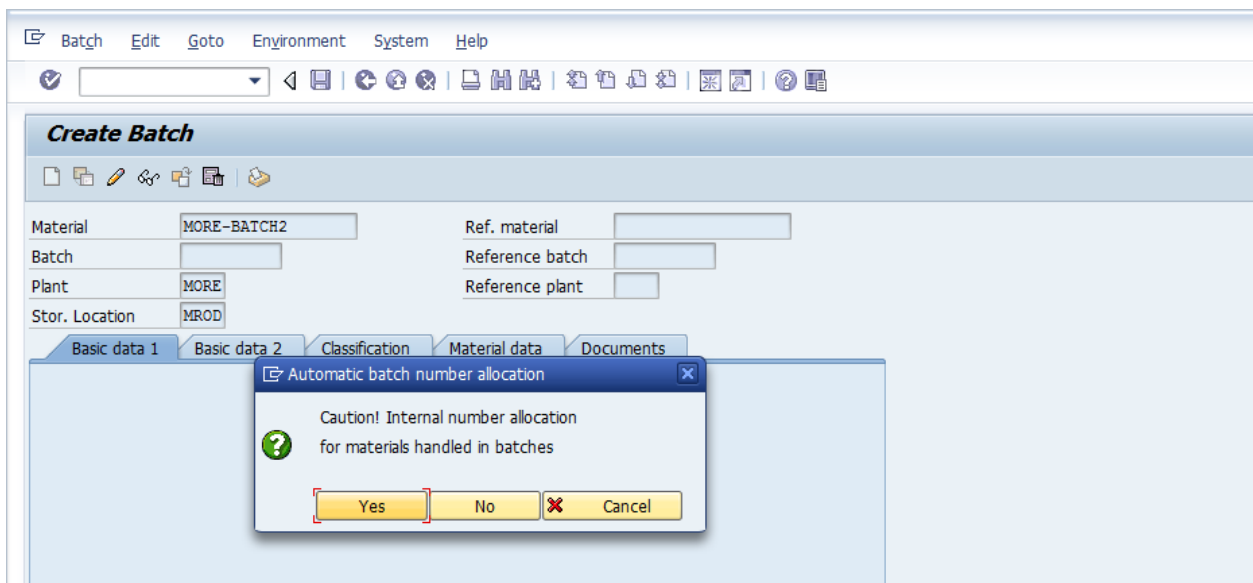 Batch Edit Goto Environment System Help
Create Batch
Material MORE-BATCH2 Ref. material
Batch Reference batch
Plant MORE Reference plant
Stor. Location MROD
Basic data 1 Basic data 2 Classification Material data Documents
Automatic batch number allocation
Caution! Internal number allocation
for materials handled in batches
Yes No Cancel